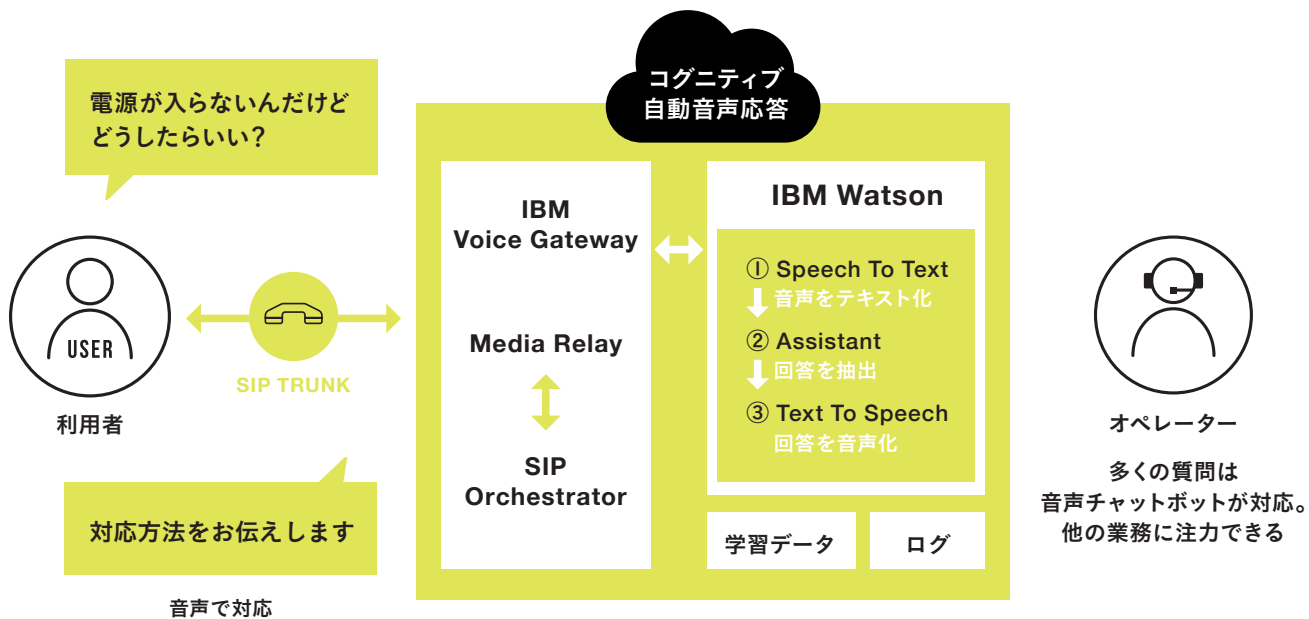 コグニティブ
自動音声応答
電源が入らないんだけど
どうしたらいい？
USER
利用者
SIP TRUNK
対応方法をお伝えします
音声で対応
IBM
Voice Gateway
Media Relay
SIP
Orchestrator
IBM Watson
① Speech To Text
音声をテキスト化
② Assistant
回答を抽出
③ Text To Speech
回答を音声化
学習データ
ログ
オペレーター
多くの質問は
音声チャットボットが対応。
他の業務に注力できる